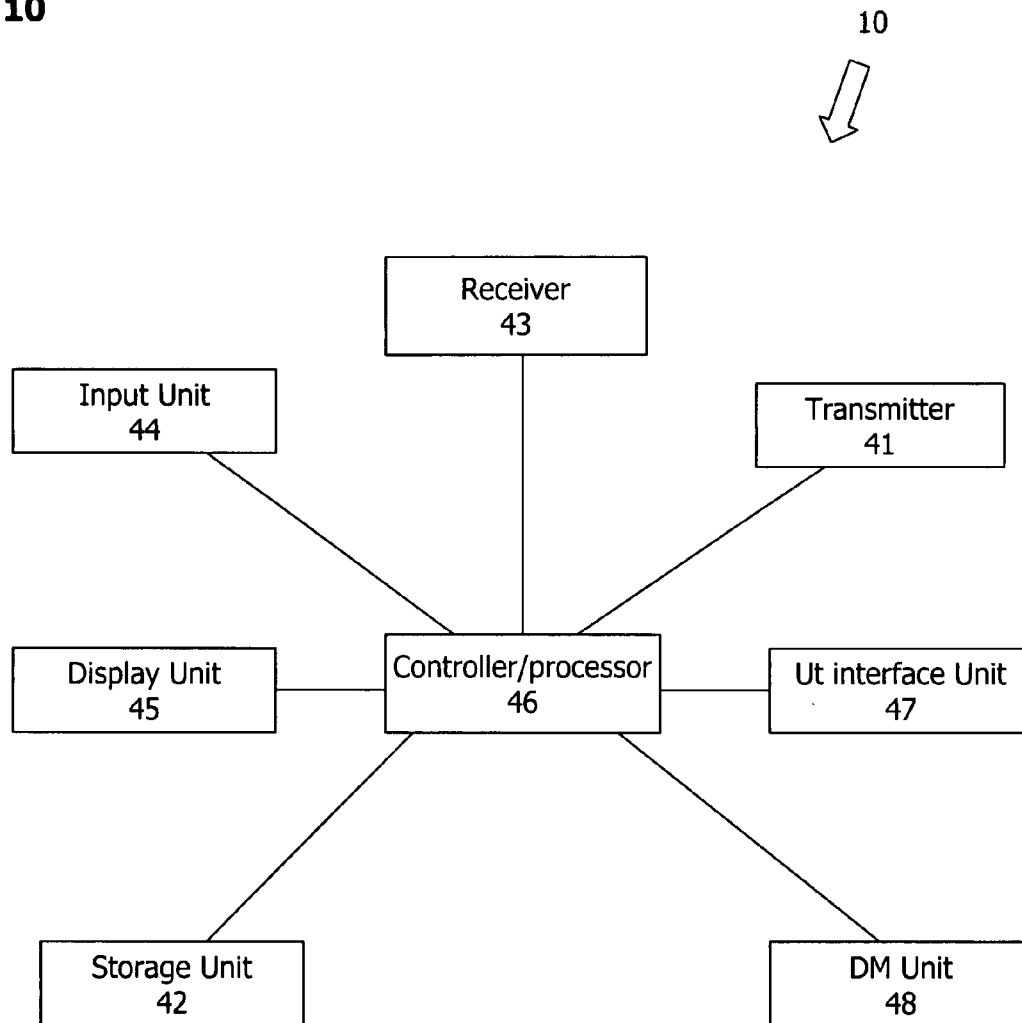 10
10
Receiver
43
Input Unit
44
Transmitter
41
Display Unit
45
Controller/processor
46
Ut interface Unit
47
Storage Unit
42
DM Unit
48